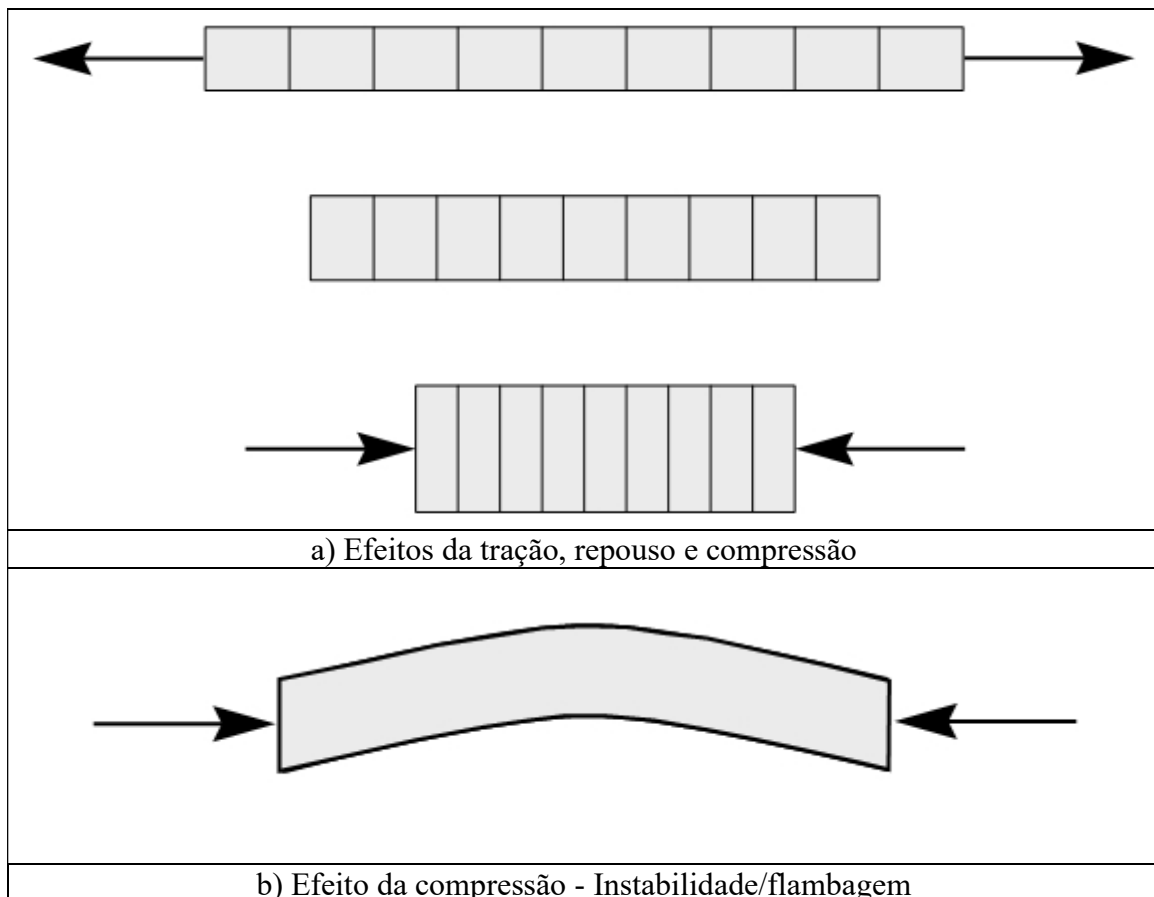 a) Efeitos da tração, repouso e compressão
b) Efeito da compressão - Instabilidade/flambagem